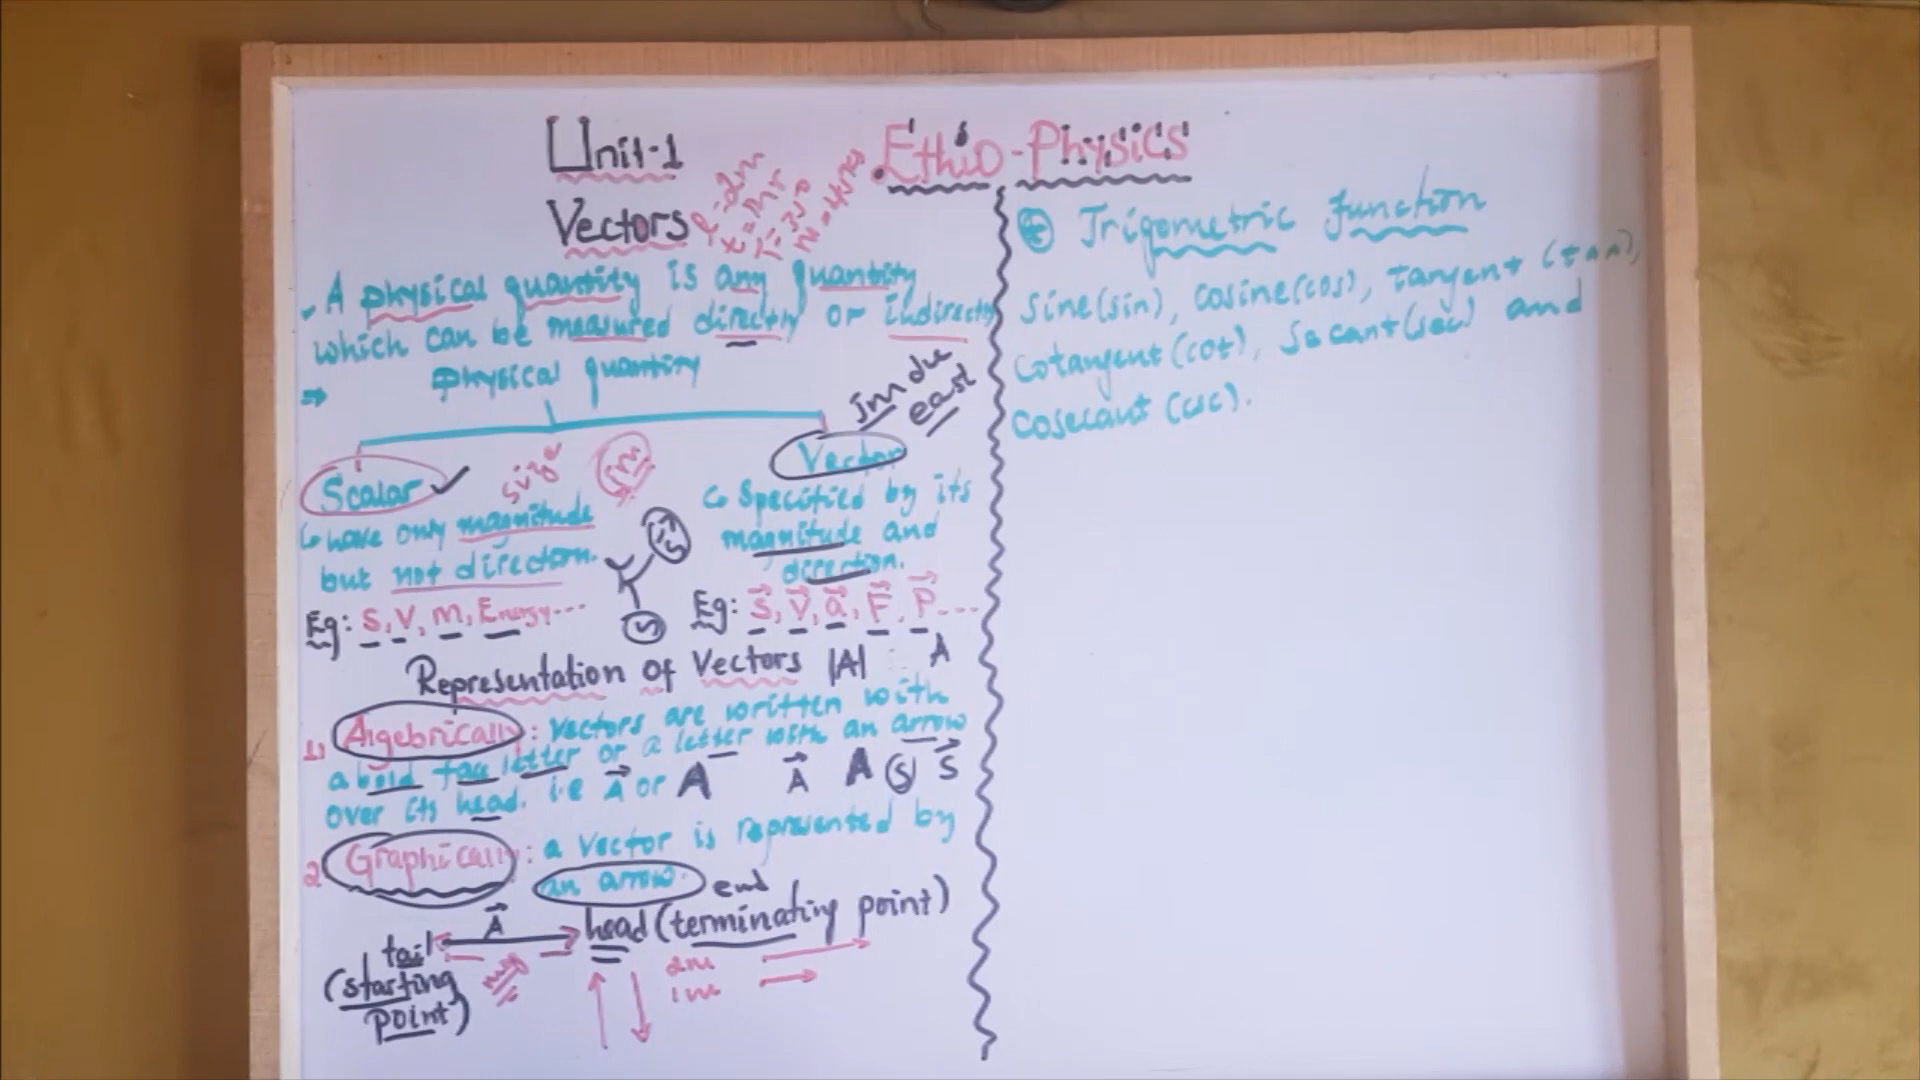 Unit-1
Vectors
Ethio-Physics
A physical quantity is any quantity
which can be measured directly or indirectly
⇒ physical quantity
Scalar
size
m
↳ have only magnitude
but not direction.
Eg: S, V, m, Energy...
due
east
Vector
↳ Specified by its
magnitude and
direction.
Eg: S⃗, V⃗, a⃗, F⃗, P⃗...
Representation of Vectors |A| A
1) Algebrically: Vectors are written with
a bold face letter or a letter with an arrow
over its head. i.e A⃗ or A A⃗ A S S⃗
2 Graphically: a Vector is represented by
an arrow. end
A⃗ head (terminating point)
tail
(starting
point)
2m
1m
Trigometric function
Sine(sin), Cosine(cos), tangent (tan),
Cotangent (cot), Secant(sec) and
Cosecant (csc).